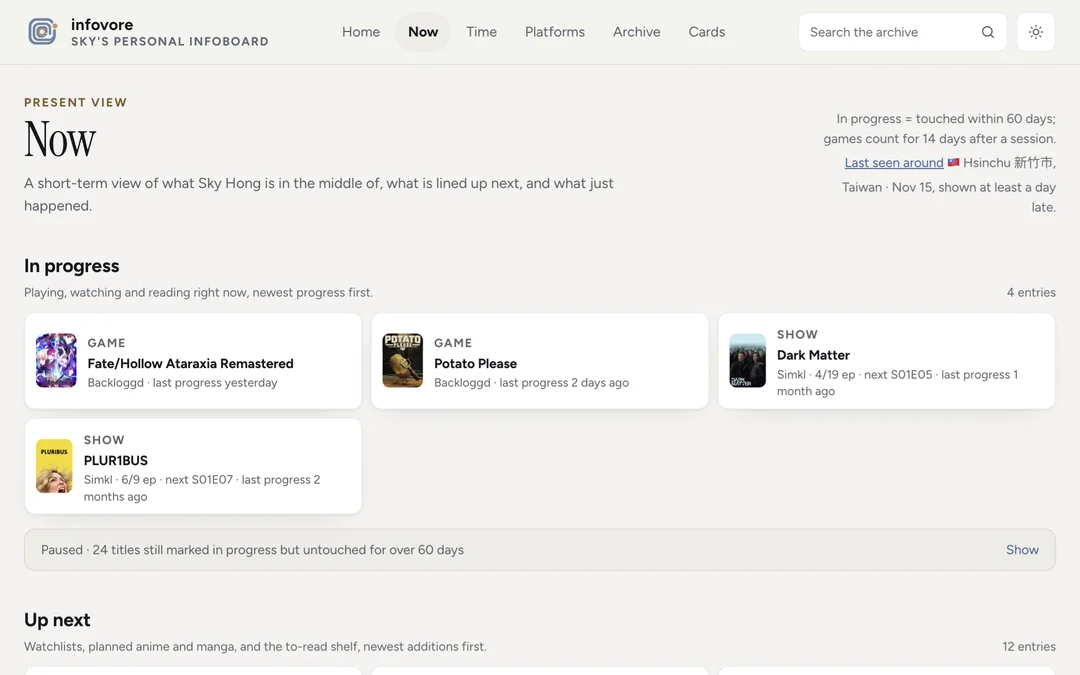 infovore
SKY'S PERSONAL INFOBOARD
Home
Now
Time
Platforms
Archive
Cards
Search the archive
PRESENT VIEW
Now
A short-term view of what Sky Hong is in the middle of, what is lined up next, and what just
happened.
In progress = touched within 60 days;
games count for 14 days after a session.
Last seen around 🇹🇼 Hsinchu 新竹市,
Taiwan · Nov 15, shown at least a day
late.
In progress
Playing, watching and reading right now, newest progress first.
4 entries
GAME
Fate/Hollow Ataraxia Remastered
Backloggd · last progress yesterday
POTATO
PLEASE
GAME
Potato Please
Backloggd · last progress 2 days ago
DARK
MATTER
SHOW
Dark Matter
Simkl · 4/19 ep · next S01E05 · last progress 1
month ago
PLUR1BUS
SHOW
PLUR1BUS
Simkl · 6/9 ep · next S01E07 · last progress 2
months ago
Paused · 24 titles still marked in progress but untouched for over 60 days
Show
Up next
Watchlists, planned anime and manga, and the to-read shelf, newest additions first.
12 entries